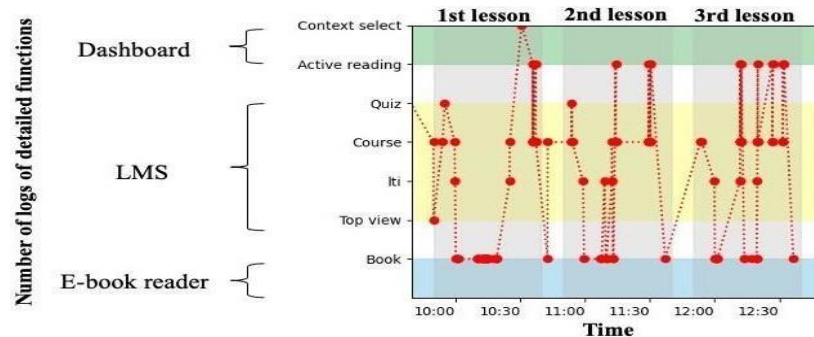 1st lesson 2nd lesson 3rd lesson
Number of logs of detailed functions
Dashboard
LMS
E-book reader
Context select
Active reading
Quiz
Course
lti
Top view
Book
10:00 10:30 11:00 11:30 12:00 12:30
Time